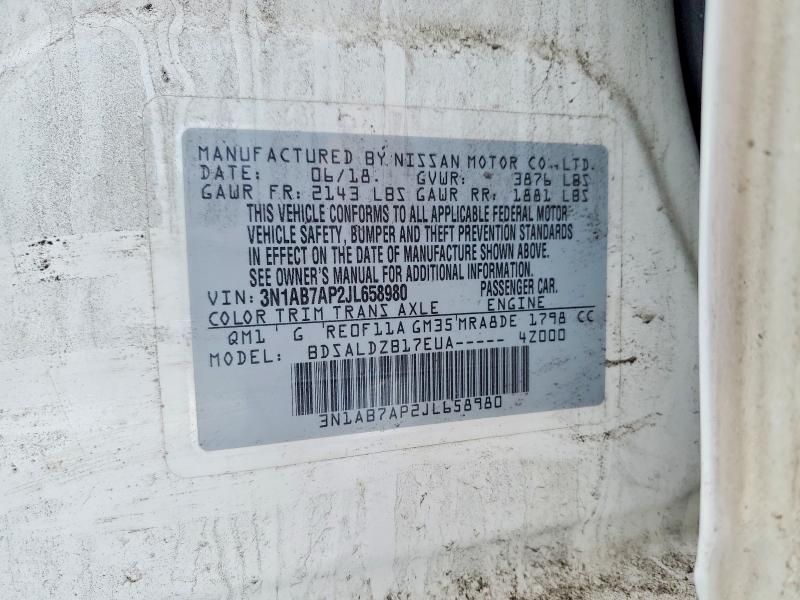 MANUFACTURED BY NISSAN MOTOR CO., LTD.
DATE: 06/18. GVWR: 3876 LBS
GAWR FR: 2143 LBS GAWR RR: 1881 LBS
THIS VEHICLE CONFORMS TO ALL APPLICABLE FEDERAL MOTOR
VEHICLE SAFETY, BUMPER AND THEFT PREVENTION STANDARDS
IN EFFECT ON THE DATE OF MANUFACTURE SHOWN ABOVE.
SEE OWNER'S MANUAL FOR ADDITIONAL INFORMATION.
VIN: 3N1AB7AP2JL658980 PASSENGER CAR.
COLOR TRIM TRANS AXLE ENGINE
QM1 G RE0F11A GM35 MRA8DE 1798 CC
MODEL: BDSALDZB17EUA----- 4Z000
3N1AB7AP2JL658980